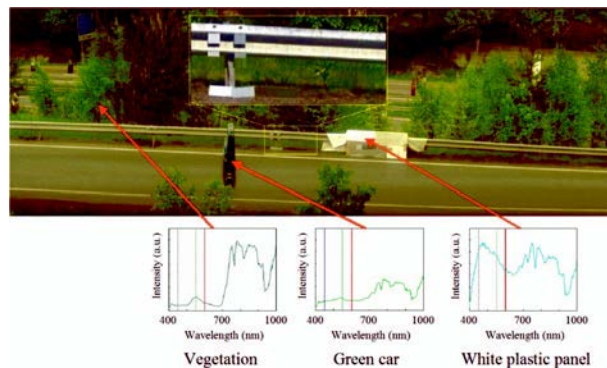 Intensity (a.u.)
400 700 1000
Wavelength (nm)
Vegetation
Intensity (a.u.)
400 700 1000
Wavelength (nm)
Green car
Intensity (a.u.)
400 700 1000
Wavelength (nm)
White plastic panel